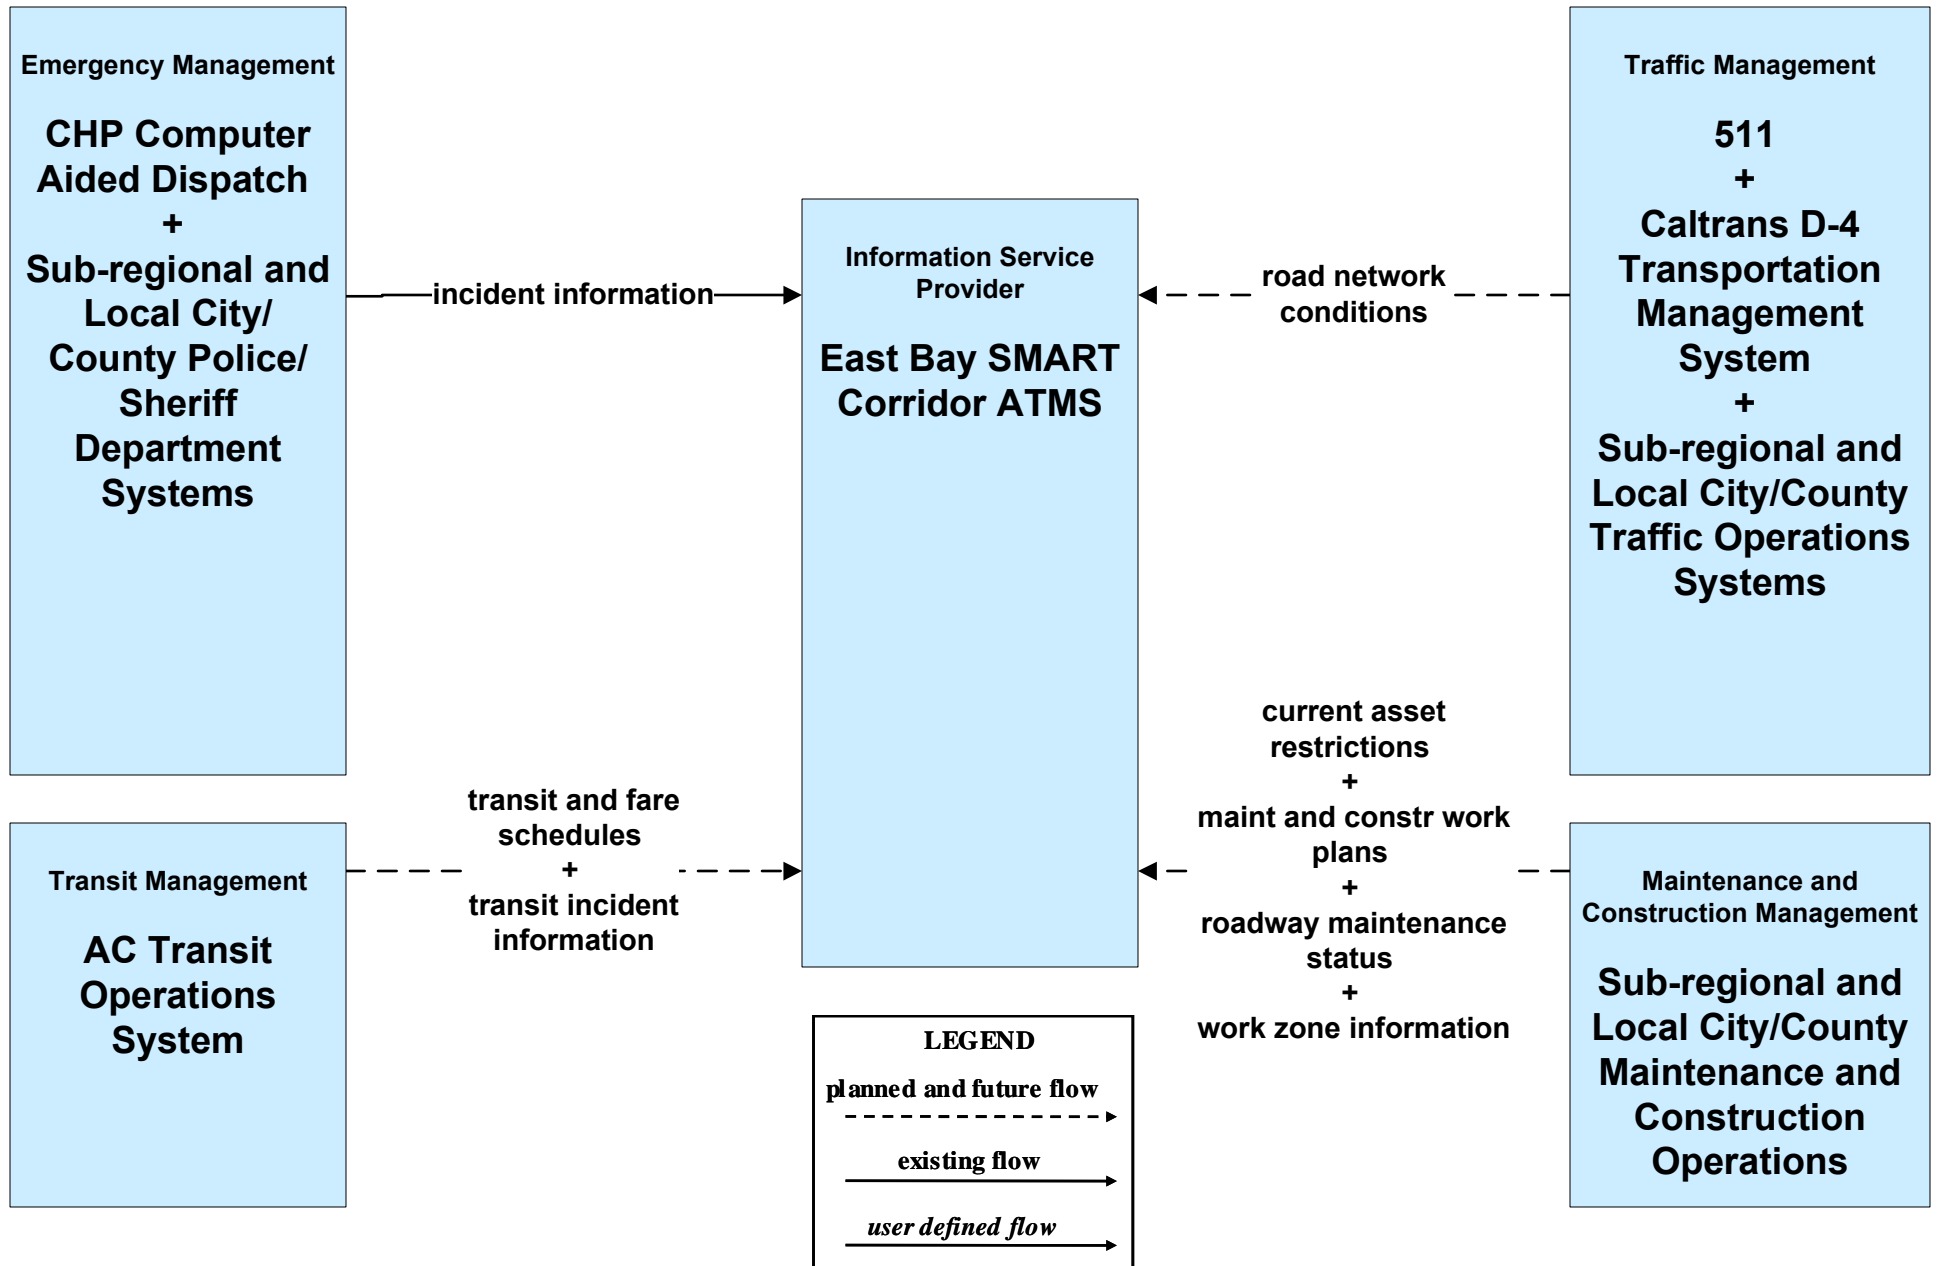 Emergency Management
CHP Computer
Aided Dispatch
+
Sub-regional and
Local City/
County Police/
Sheriff
Department
Systems
incident information
Information Service
Provider
East Bay SMART
Corridor ATMS
road network
conditions
Traffic Management
511
+
Caltrans D-4
Transportation
Management
System
+
Sub-regional and
Local City/County
Traffic Operations
Systems
Transit Management
AC Transit
Operations
System
transit and fare
schedules
+
transit incident
information
current asset
restrictions
+
maint and constr work
plans
+
roadway maintenance
status
+
work zone information
Maintenance and
Construction Management
Sub-regional and
Local City/County
Maintenance and
Construction
Operations
LEGEND
planned and future flow
existing flow
user defined flow